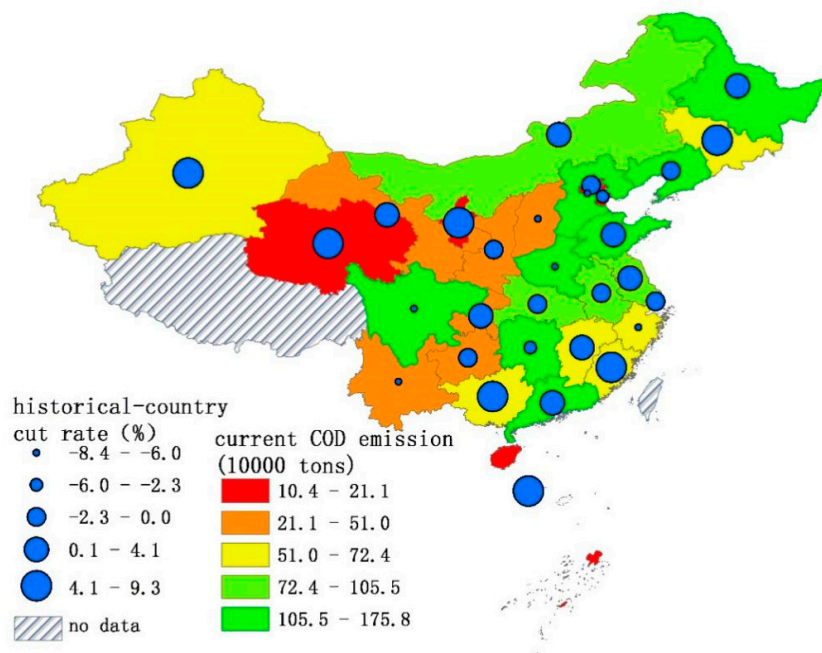 historical-country
cut rate (%)
-8.4 - -6.0
-6.0 - -2.3
-2.3 - 0.0
0.1 - 4.1
4.1 - 9.3
no data
current COD emission
(10000 tons)
10.4 - 21.1
21.1 - 51.0
51.0 - 72.4
72.4 - 105.5
105.5 - 175.8